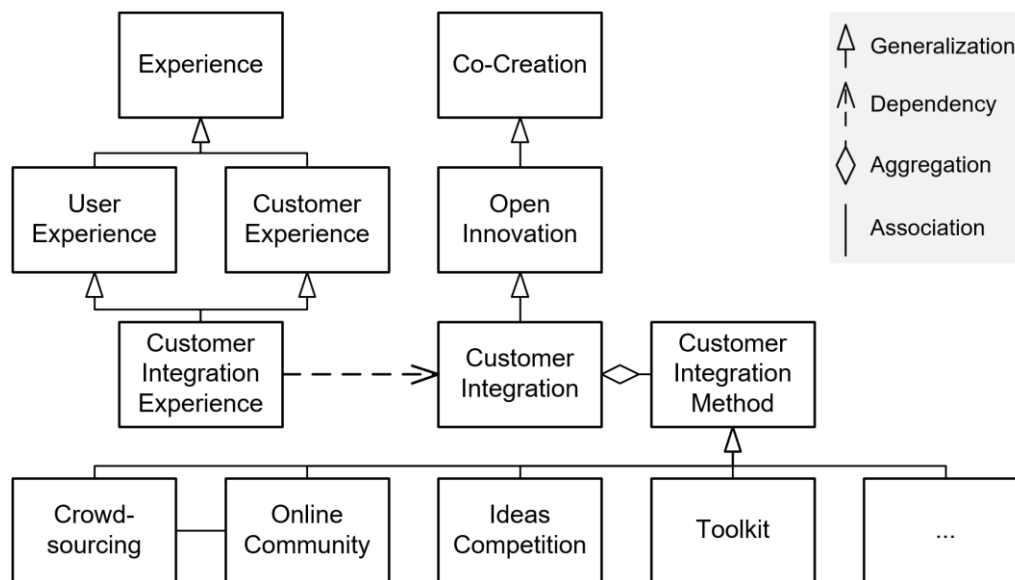 Experience
Co-Creation
Generalization
Dependency
Aggregation
Association
User
Experience
Customer
Experience
Open
Innovation
Customer
Integration
Experience
Customer
Integration
Customer
Integration
Method
Crowd-
sourcing
Online
Community
Ideas
Competition
Toolkit
...